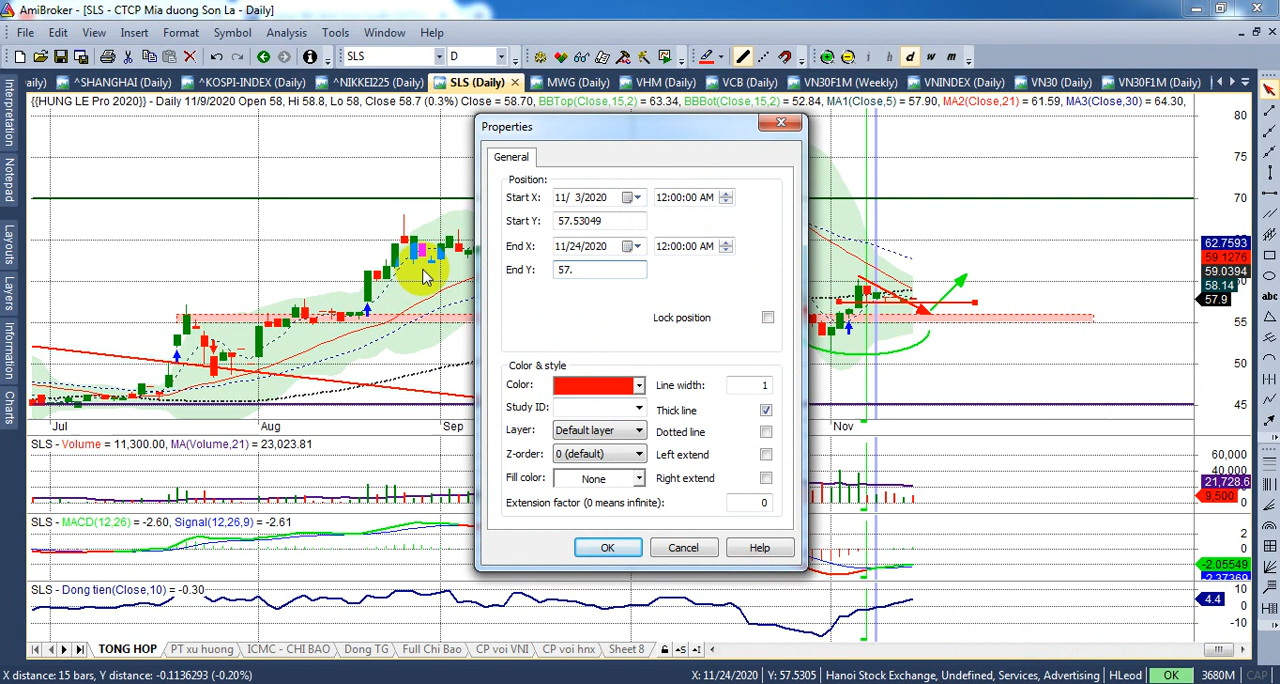 AmiBroker - [SLS - CTCP Mia duong Son La - Daily]
File Edit View Insert Format Symbol Analysis Tools Window Help
SLS D i h d w m
aily) ^SHANGHAI (Daily) ^KOSPI-INDEX (Daily) ^NIKKEI225 (Daily) SLS (Daily) MWG (Daily) VHM (Daily) VCB (Daily) VN30F1M (Weekly) VNINDEX (Daily) VN30 (Daily) VN30F1M (Daily)
{{HUNG LE Pro 2020}} - Daily 11/9/2020 Open 58, Hi 58.8, Lo 58, Close 58.7 (0.3%) Close = 58.70, BBTop(Close,15,2) = 63.34, BBBot(Close,15,2) = 52.84, MA1(Close,5) = 57.90, MA2(Close,21) = 61.59, MA3(Close,30) = 64.30,
Interpretation
Notepad
Layouts
Layers
Information
Charts
Properties
General
Position:
Start X: 11/ 3/2020 12:00:00 AM
Start Y: 57.53049
End X: 11/24/2020 12:00:00 AM
End Y: 57.
Lock position
Color & style
Color: Line width: 1
Study ID: Thick line
Layer: Default layer Dotted line
Z-order: 0 (default) Left extend
Fill color: None Right extend
Extension factor (0 means infinite): 0
OK Cancel Help
80
75
70
62.7593
59.1276
59.0394
58.14
57.9
55
50
45
Jul Aug Sep Nov
SLS - Volume = 11,300.00, MA(Volume,21) = 23,023.81
60,000
40,000
21,728.6
9,500
0
SLS - MACD(12,26) = -2.60, Signal(12,26,9) = -2.61
2
0
-2.05549
-2.37369
SLS - Dong tien(Close,10) = -0.30
10
4.4
0
-10
TONG HOP PT xu huong ICMC - CHI BAO Dong TG Full Chi Bao CP voi VNI CP voi hnx Sheet 8
X distance: 15 bars, Y distance: -0.1136293 (-0.20%) X: 11/24/2020 Y: 57.5305 Hanoi Stock Exchange, Undefined, Services, Advertising HLeod OK 3680M CAP